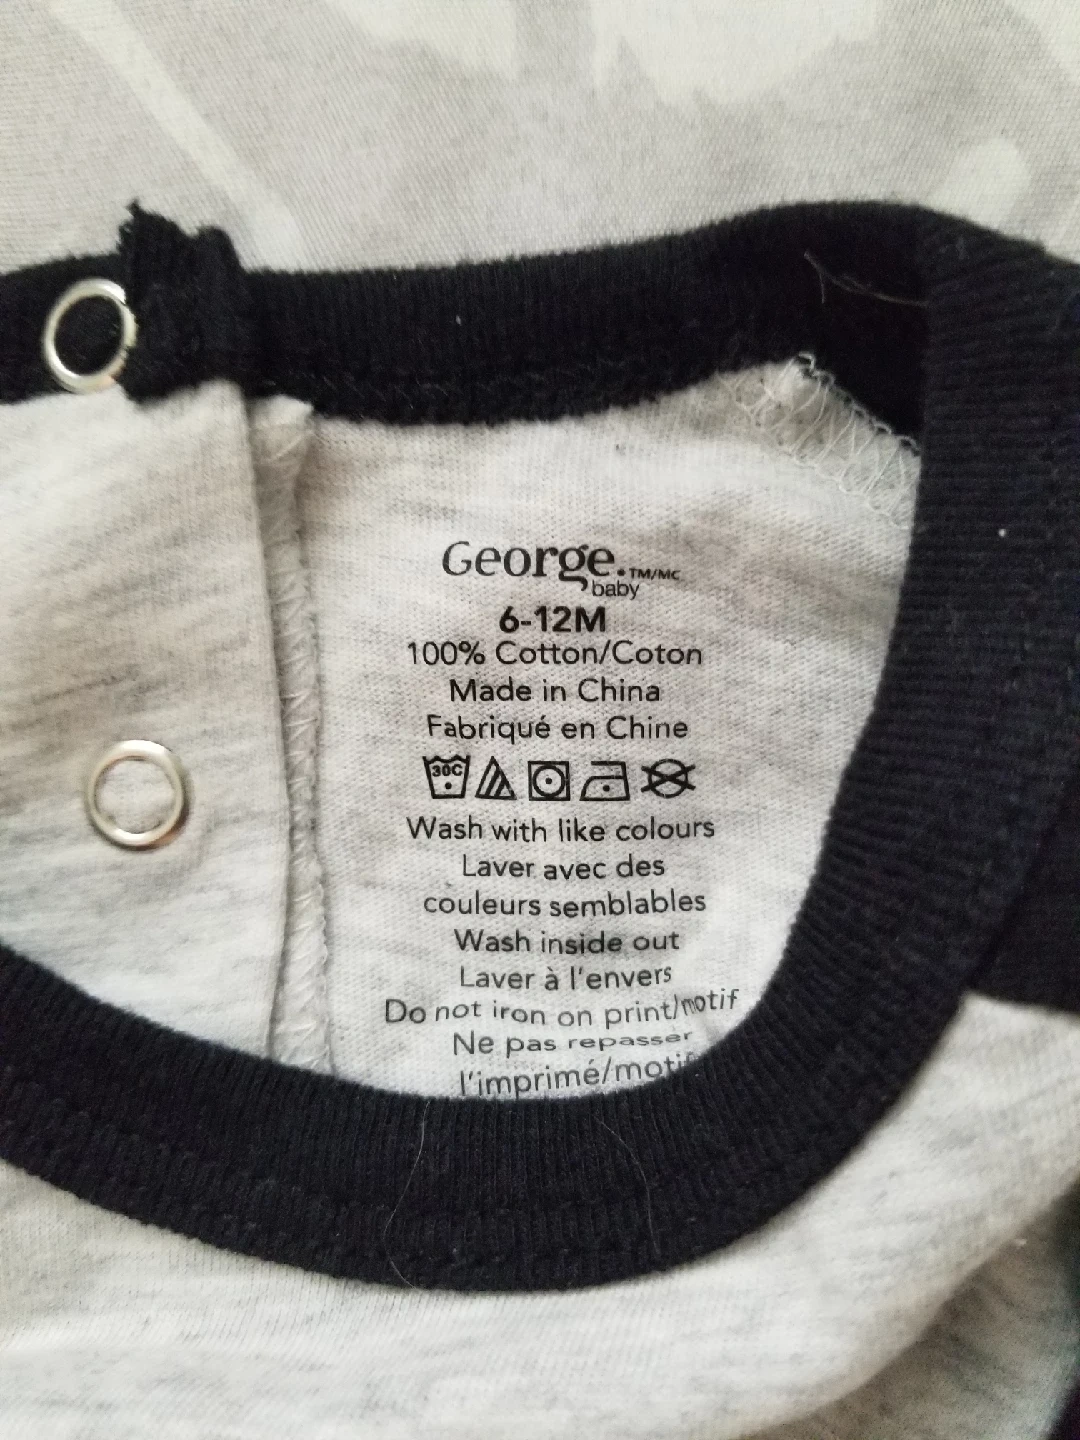 George.TM/MC
baby
6-12M
100% Cotton/Coton
Made in China
Fabriqué en Chine
30C
Wash with like colours
Laver avec des
couleurs semblables
Wash inside out
Laver à l'envers
Do not iron on print/motif
Ne pas repasser
l'imprimé/motif